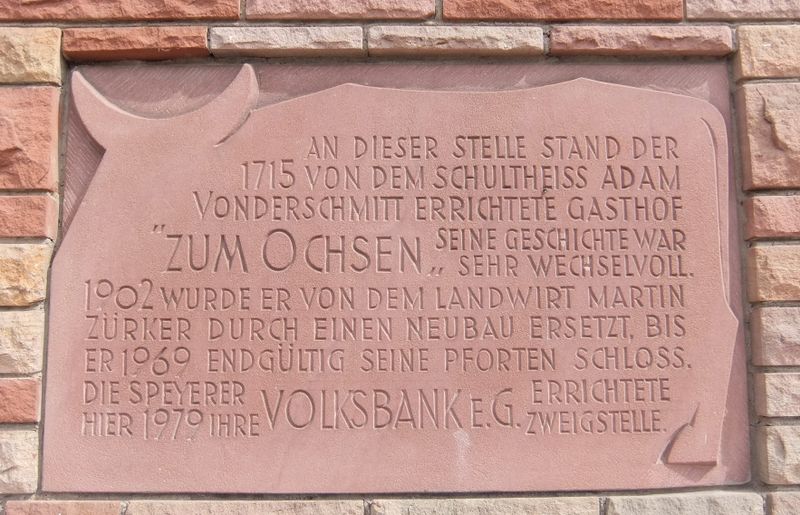 AN DIESER STELLE STAND DER
1715 VON DEM SCHULTHEISS ADAM
VONDERSCHMITT ERRICHTETE GASTHOF
"ZUM OCHSEN„ SEINE GESCHICHTE WAR
SEHR WECHSELVOLL.
1902 WURDE ER VON DEM LANDWIRT MARTIN
ZÜRKER DURCH EINEN NEUBAU ERSETZT, BIS
ER 1969 ENDGÜLTIG SEINE PFORTEN SCHLOSS.
DIE SPEYERER
HIER 1979 IHRE
VOLKSBANK E.G.
ERRICHTETE
ZWEIGSTELLE.